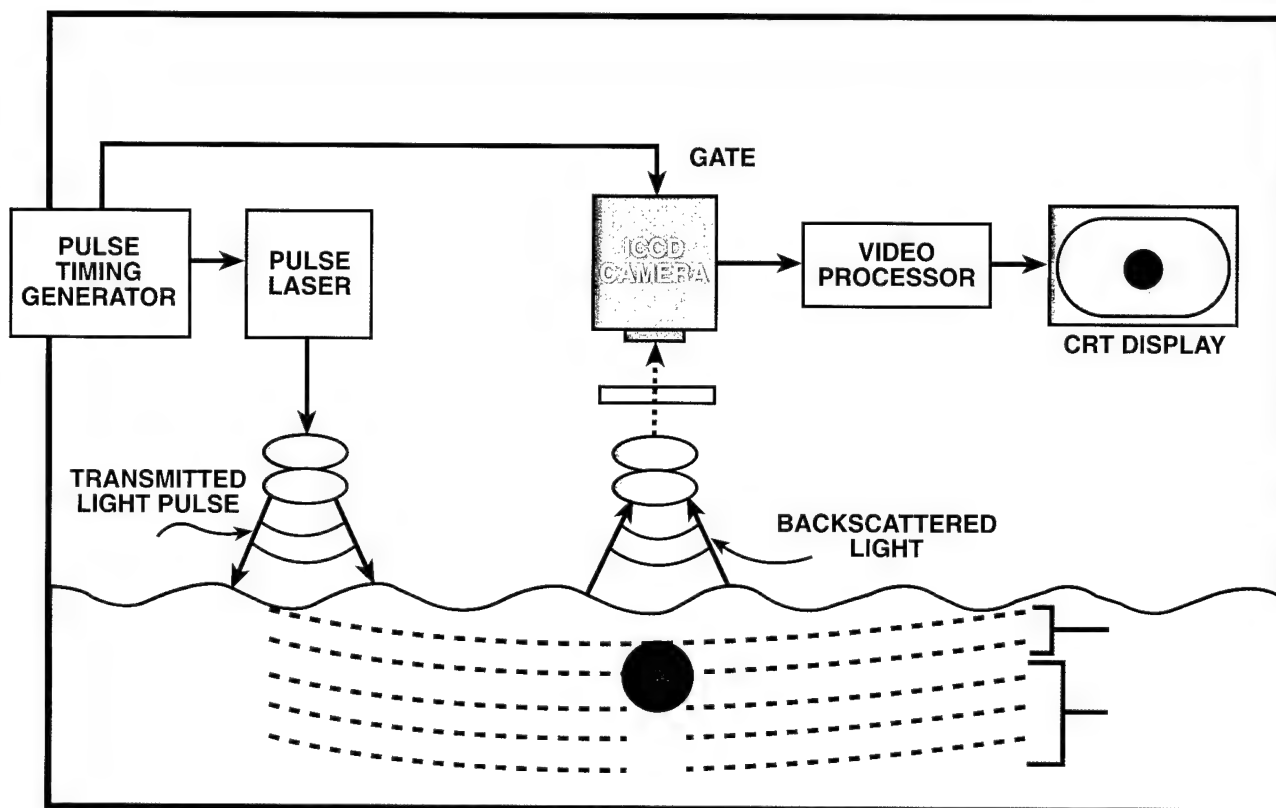 GATE
PULSE
TIMING
GENERATOR
PULSE
LASER
ICCD
CAMERA
VIDEO
PROCESSOR
CRT DISPLAY
TRANSMITTED
LIGHT PULSE
BACKSCATTERED
LIGHT